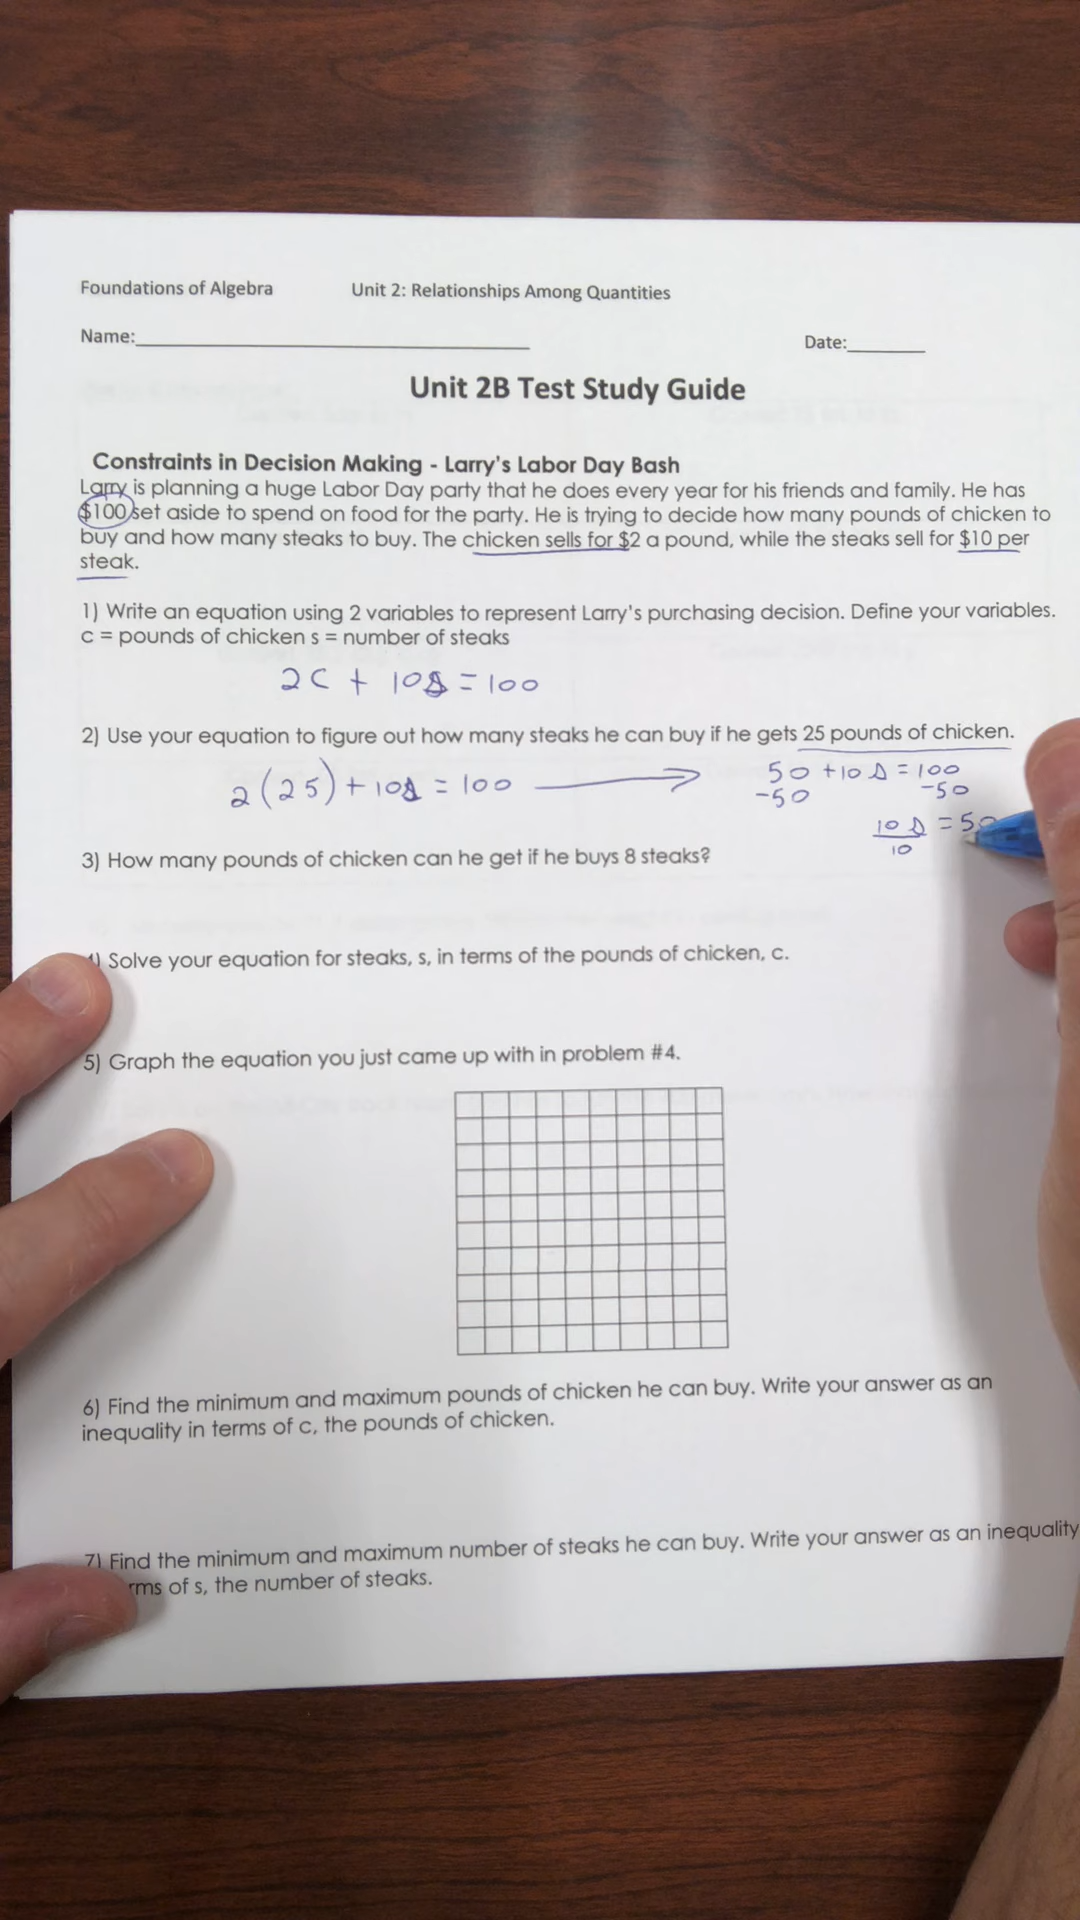 Foundations of Algebra Unit 2: Relationships Among Quantities
Name: Date:
Unit 2B Test Study Guide
Constraints in Decision Making - Larry's Labor Day Bash
Larry is planning a huge Labor Day party that he does every year for his friends and family. He has
$100 set aside to spend on food for the party. He is trying to decide how many pounds of chicken to
buy and how many steaks to buy. The chicken sells for $2 a pound, while the steaks sell for $10 per
steak.
1) Write an equation using 2 variables to represent Larry's purchasing decision. Define your variables.
c = pounds of chicken s = number of steaks
2c + 10s = 100
2) Use your equation to figure out how many steaks he can buy if he gets 25 pounds of chicken.
2(25) + 10s = 100
50 + 10s = 100
-50 -50
10s = 50
10
3) How many pounds of chicken can he get if he buys 8 steaks?
Solve your equation for steaks, s, in terms of the pounds of chicken, c.
5) Graph the equation you just came up with in problem #4.
6) Find the minimum and maximum pounds of chicken he can buy. Write your answer as an
inequality in terms of c, the pounds of chicken.
7) Find the minimum and maximum number of steaks he can buy. Write your answer as an inequality
of s, the number of steaks.